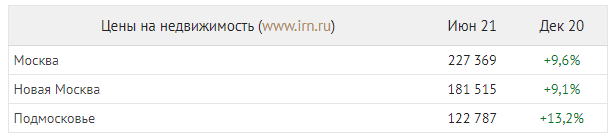 Цены на недвижимость (www.irn.ru) Июн 21 Дек 20
Москва 227 369 +9,6%
Новая Москва 181 515 +9,1%
Подмосковье 122 787 +13,2%